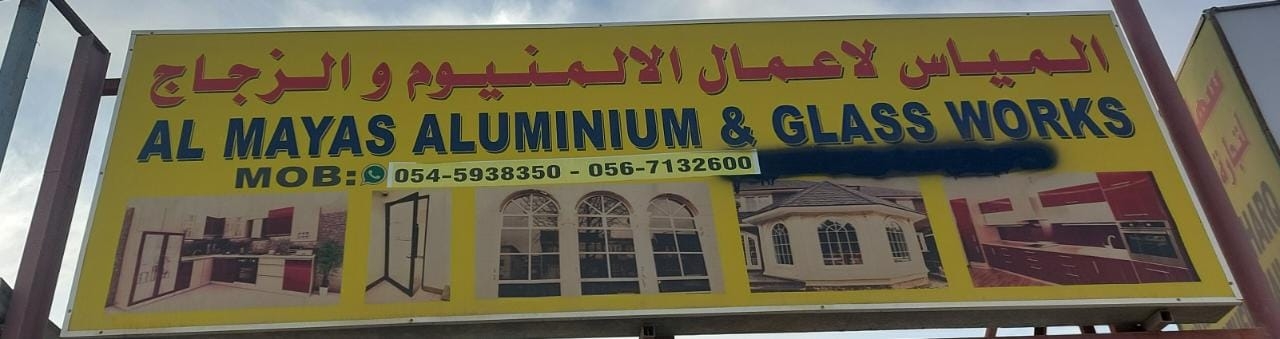 المياس لاعمال الالمنيوم و الزجاج
AL MAYAS ALUMINIUM & GLASS WORKS
MOB: 054-5938350 - 056-7132600